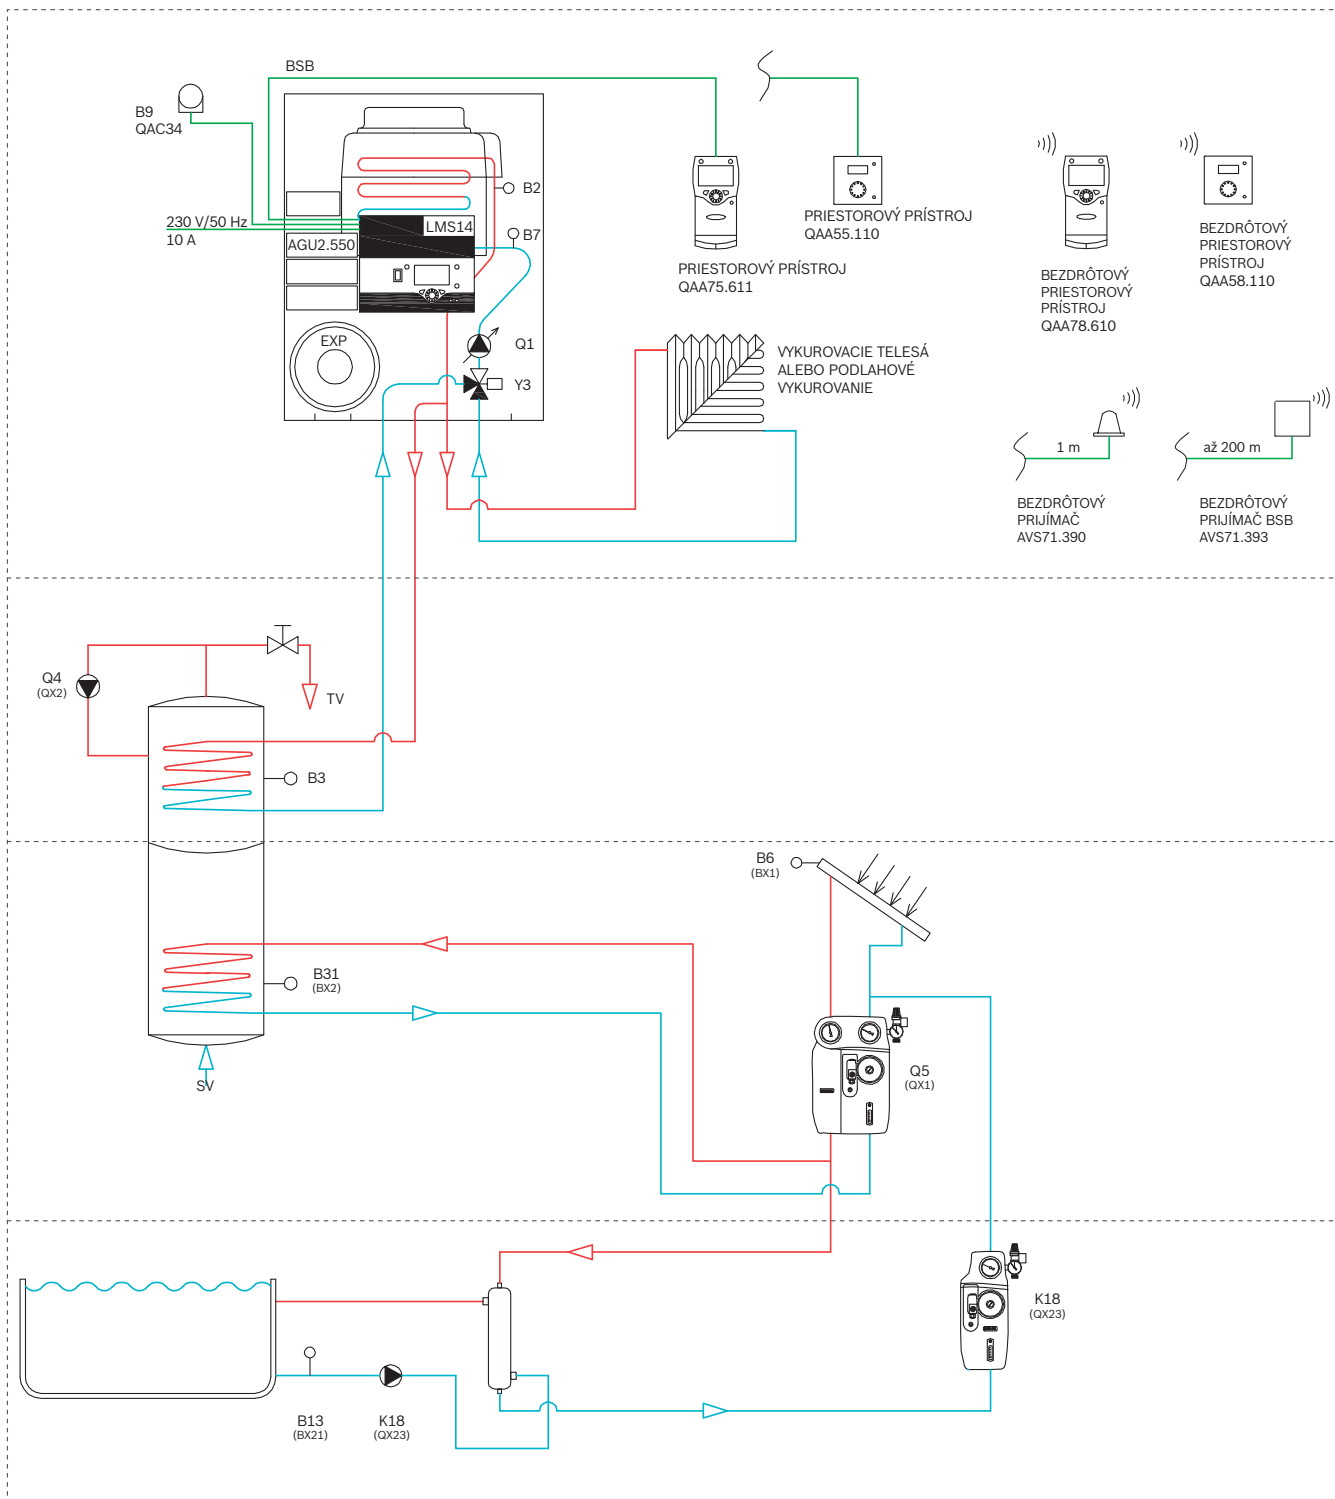 BSB
B9
QAC34
B2
230 V/50 Hz
10 A
LMS14
B7
AGU2.550
PRIESTOROVÝ PRÍSTROJ
QAA55.110
PRIESTOROVÝ PRÍSTROJ
QAA75.611
BEZDRÔTOVÝ
PRIESTOROVÝ
PRÍSTROJ
QAA78.610
BEZDRÔTOVÝ
PRIESTOROVÝ
PRÍSTROJ
QAA58.110
EXP
Q1
Y3
VYKUROVACIE TELESÁ
ALEBO PODLAHOVÉ
VYKUROVANIE
1 m
až 200 m
BEZDRÔTOVÝ
PRIJÍMAČ
AVS71.390
BEZDRÔTOVÝ
PRIJÍMAČ BSB
AVS71.393
Q4
(QX2)
TV
B3
B6
(BX1)
B31
(BX2)
SV
Q5
(QX1)
K18
(QX23)
B13
(BX21)
K18
(QX23)